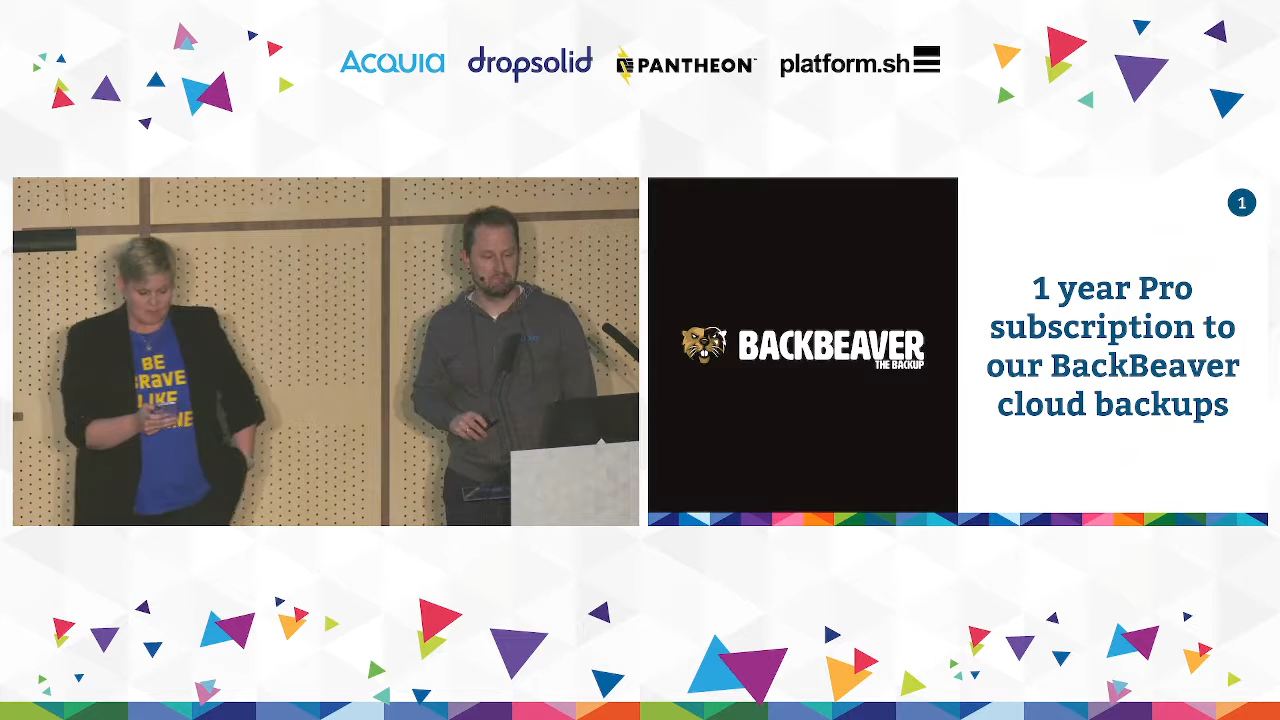 ACQUIA
dropsolid
PANTHEON
platform.sh
BE
BRAVE
LIKE
BACKBEAVER
THE BACKUP
1
1 year Pro
subscription to
our BackBeaver
cloud backups